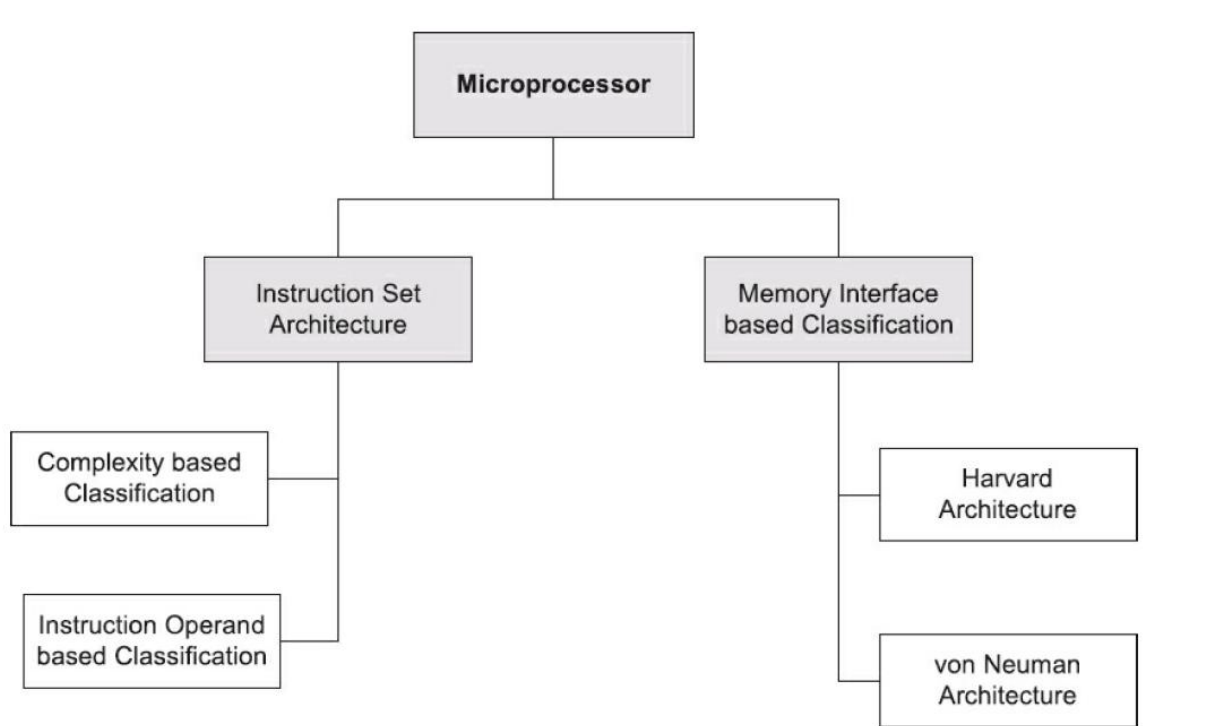 Microprocessor
Instruction Set
Architecture
Memory Interface
based Classification
Complexity based
Classification
Harvard
Architecture
Instruction Operand
based Classification
von Neuman
Architecture